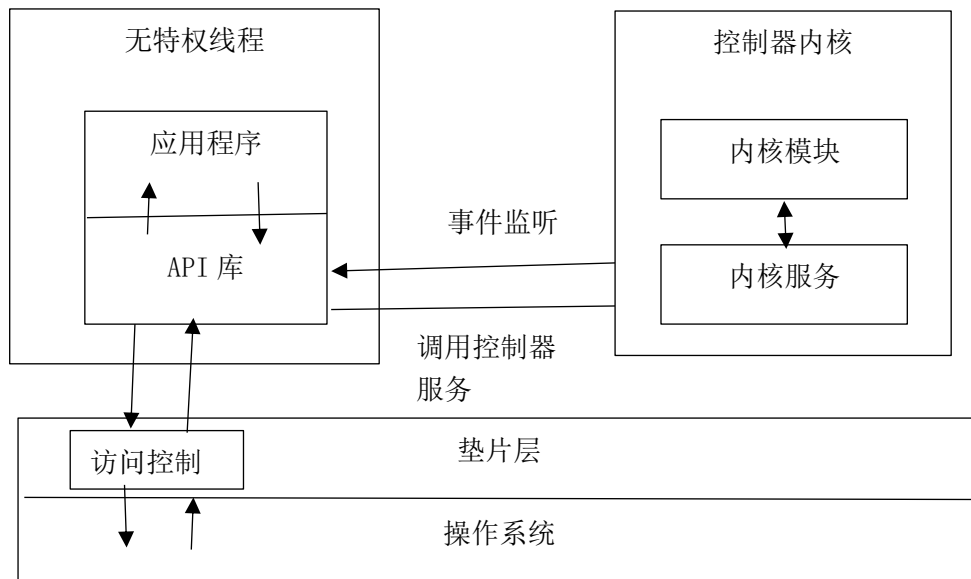 无特权线程
控制器内核
应用程序
内核模块
事件监听
API 库
内核服务
调用控制器
服务
访问控制
垫片层
操作系统